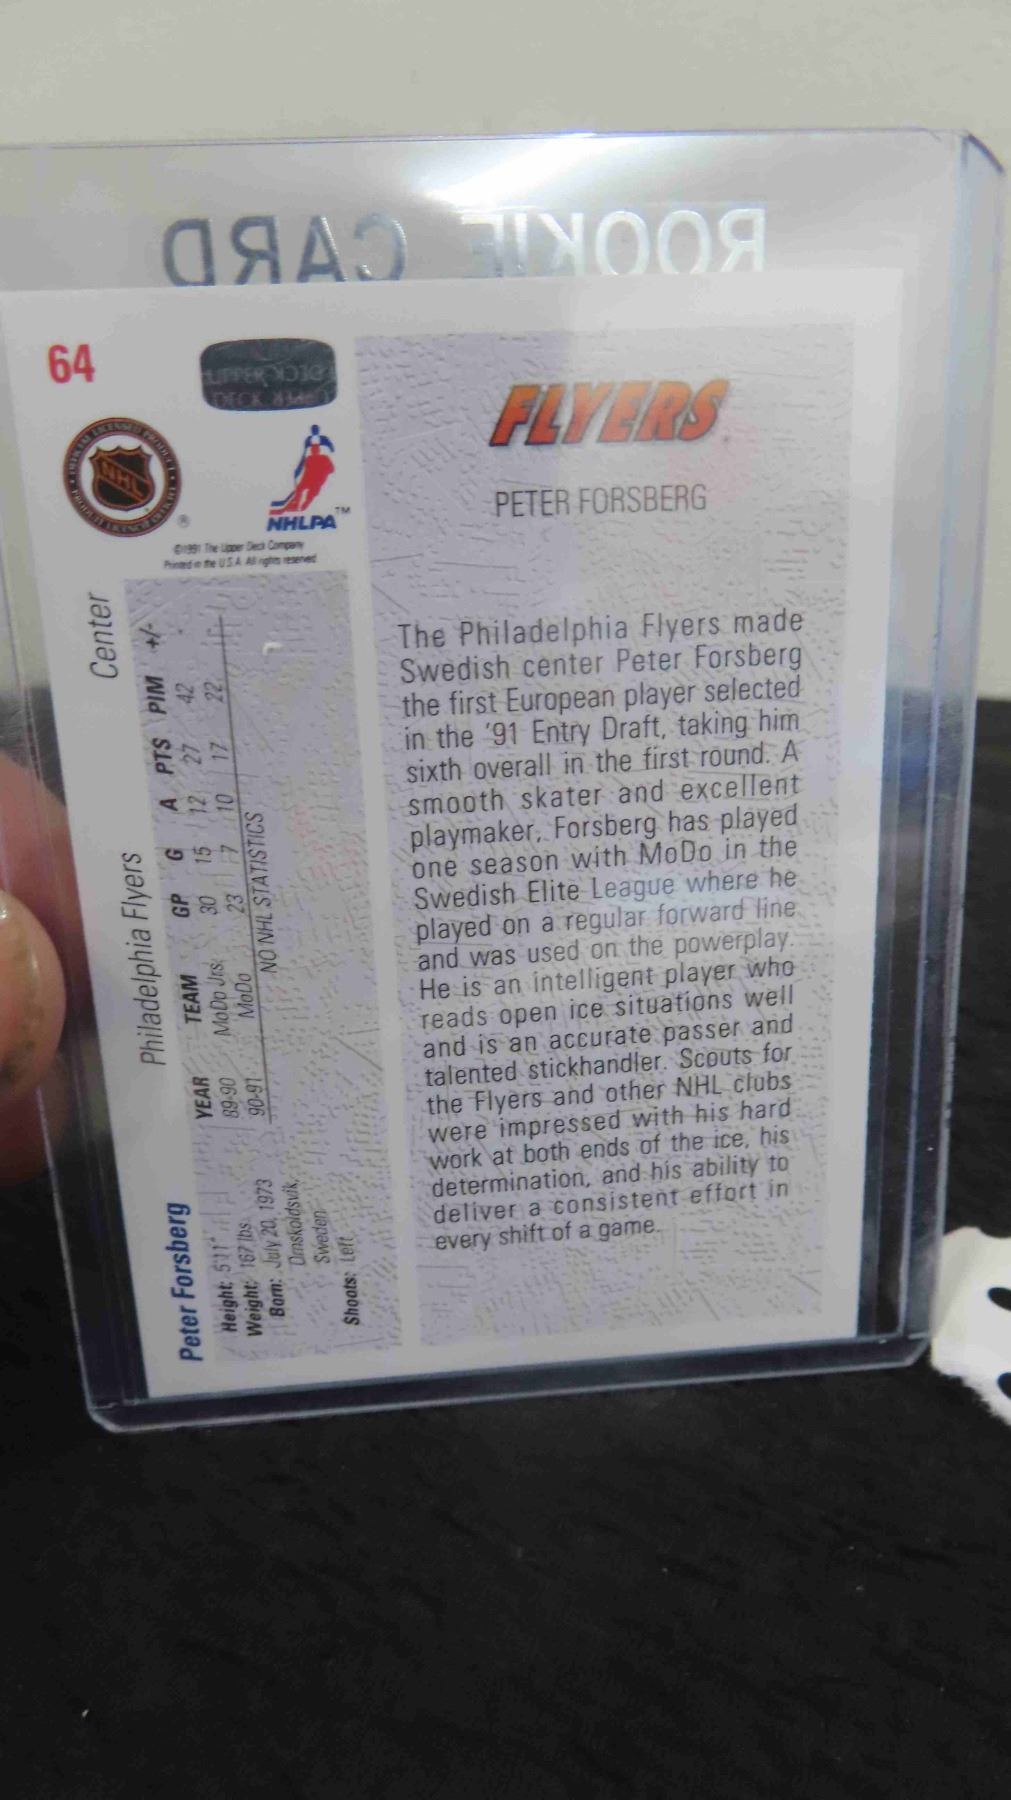 ROOKIE CARD
64
UPPER DECK
DECK UPPER
NHL
®
NHLPA™
©1991 The Upper Deck Company
Printed in the U.S.A. All rights reserved.
FLYERS
PETER FORSBERG
The Philadelphia Flyers made
Swedish center Peter Forsberg
the first European player selected
in the '91 Entry Draft, taking him
sixth overall in the first round. A
smooth skater and excellent
playmaker, Forsberg has played
one season with MoDo in the
Swedish Elite League where he
played on a regular forward line
and was used on the powerplay.
He is an intelligent player who
reads open ice situations well
and is an accurate passer and
talented stickhandler. Scouts for
the Flyers and other NHL clubs
were impressed with his hard
work at both ends of the ice, his
determination, and his ability to
deliver a consistent effort in
every shift of a game.
Peter Forsberg Philadelphia Flyers Center
Height: 5'11"
Weight: 167 lbs.
Born: July 20, 1973
Ornskoldsvik,
Sweden
Shoots: Left
YEAR TEAM GP G A PTS PIM +/-
89-90 MoDo Jrs. 30 15 12 27 42 -
90-91 MoDo 23 7 10 17 22
NO NHL STATISTICS